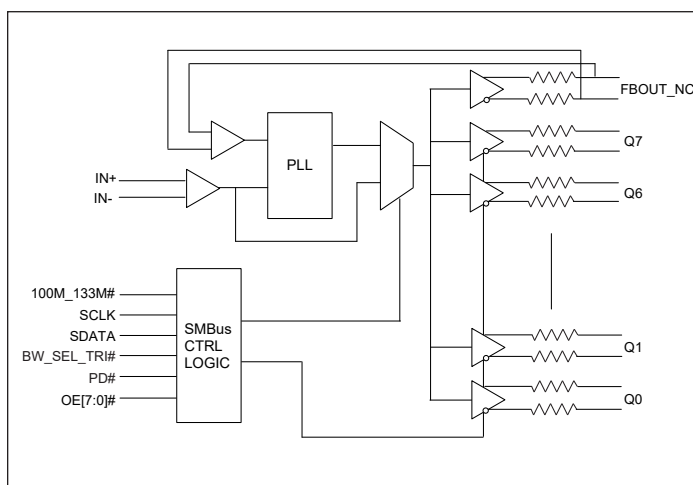 FBOUT_NC
Q7
PLL
IN+
IN-
Q6
100M_133M#
SCLK
SDATA
BW_SEL_TRI#
PD#
OE[7:0]#
SMBus
CTRL
LOGIC
Q1
Q0